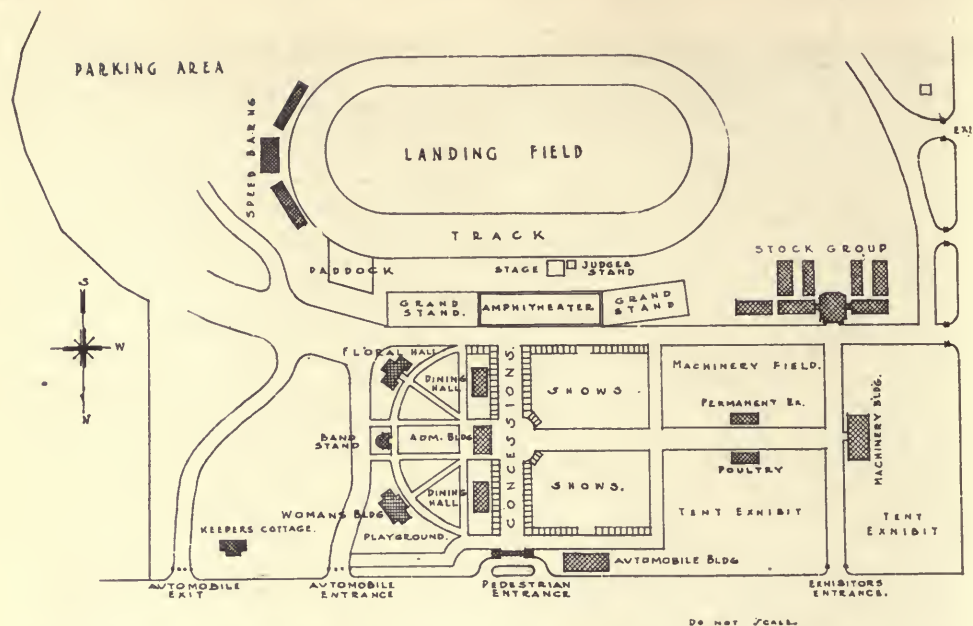 PARKING AREA
SPEED BARNS
LANDING FIELD
TRACK
EXI
STOCK GROUP
PADDOCK
STAGE
JUDGES
STAND
GRAND
STAND.
AMPHITHEATER
GRAND
STAND
S
W
N
FLORAL HALL
DINING
HALL
CONCESSIONS.
SHOWS
MACHINERY FIELD.
PERMANENT EX.
BAND
STAND
ADM. BLDG
MACHINERY BLDG.
POULTRY
DINING
HALL
SHOWS.
WOMANS BLDG
PLAYGROUND.
TENT EXHIBIT
TENT
EXHIBIT
KEEPERS COTTAGE.
AUTOMOBILE BLDG
AUTOMOBILE
EXIT
AUTOMOBILE
ENTRANCE
PEDESTRIAN
ENTRANCE
EXHIBITORS
ENTRANCE.
DO NOT SCALE